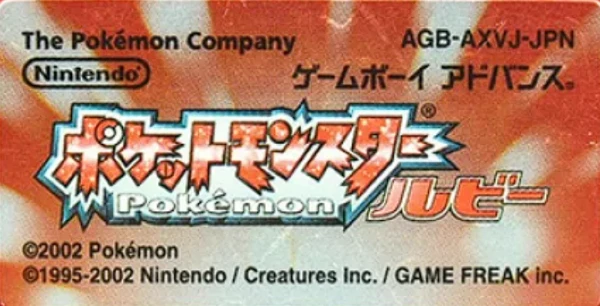 The Pokémon Company AGB-AXVJ-JPN
Nintendo® ゲームボーイ アドバンス®
ポケットモンスター®
Pokémon ルビー
©2002 Pokémon
©1995-2002 Nintendo / Creatures Inc. / GAME FREAK inc.